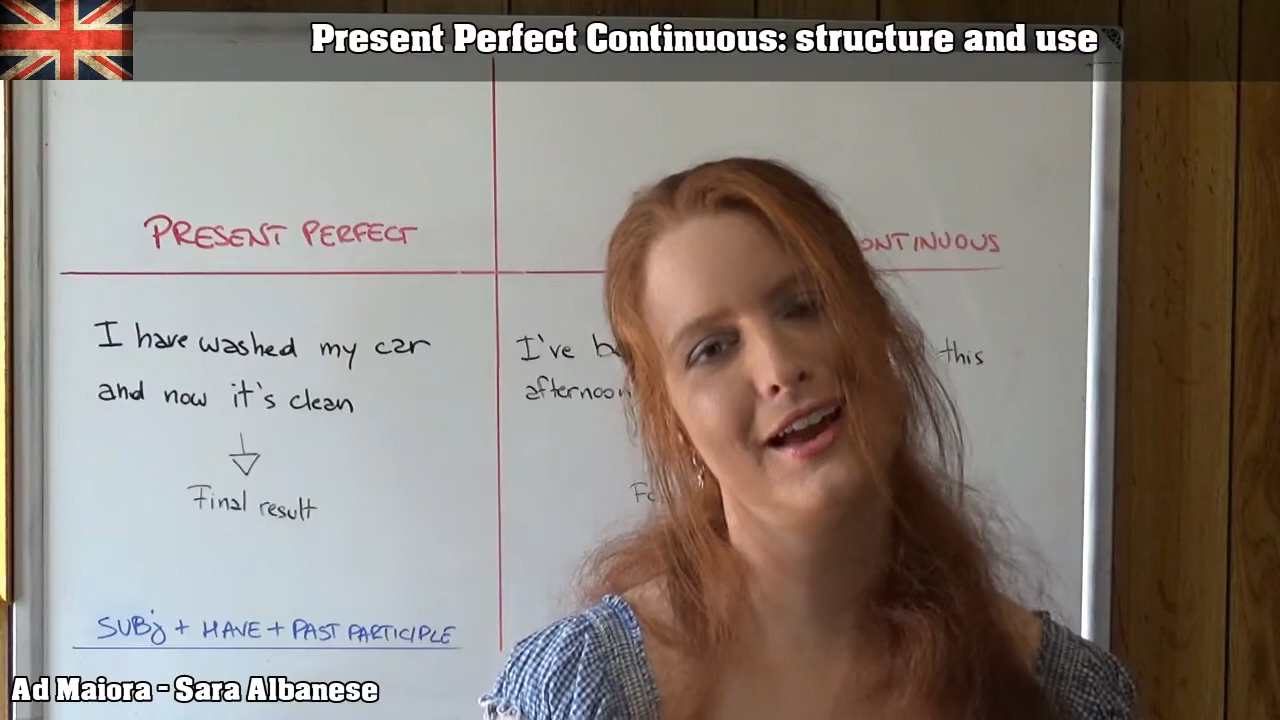 Present Perfect Continuous: structure and use
PRESENT PERFECT
CONTINUOUS
I have washed my car
and now it's clean
Final result
SUBJ + HAVE + PAST PARTICIPLE
I've this
afternoon
Ad Maiora - Sara Albanese